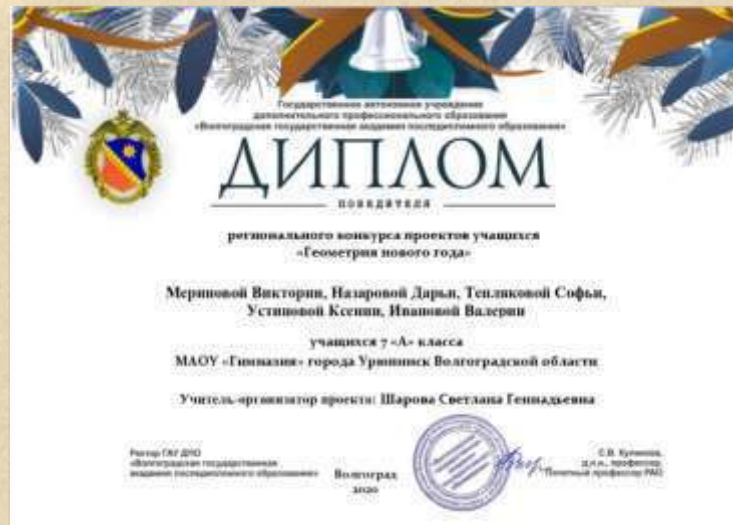 Государственное автономное учреждение
дополнительного профессионального образования
«Волгоградская государственная академия последипломного образования»
ДИПЛОМ
ПОБЕДИТЕЛЯ
регионального конкурса проектов учащихся
«Геометрия нового года»
Мериновой Виктории, Назаровой Дарьи, Тепляковой Софьи,
Устиновой Ксении, Ивановой Валерии
учащихся 7 «А» класса
МАОУ «Гимназия» города Урюпинск Волгоградской области
Учитель-организатор проекта: Шарова Светлана Геннадьевна
Ректор ГАУ ДПО
«Волгоградская государственная
академия последипломного образования»
Волгоград
2020
С.В. Куликова,
д.п.н., профессор,
Почетный профессор РАО